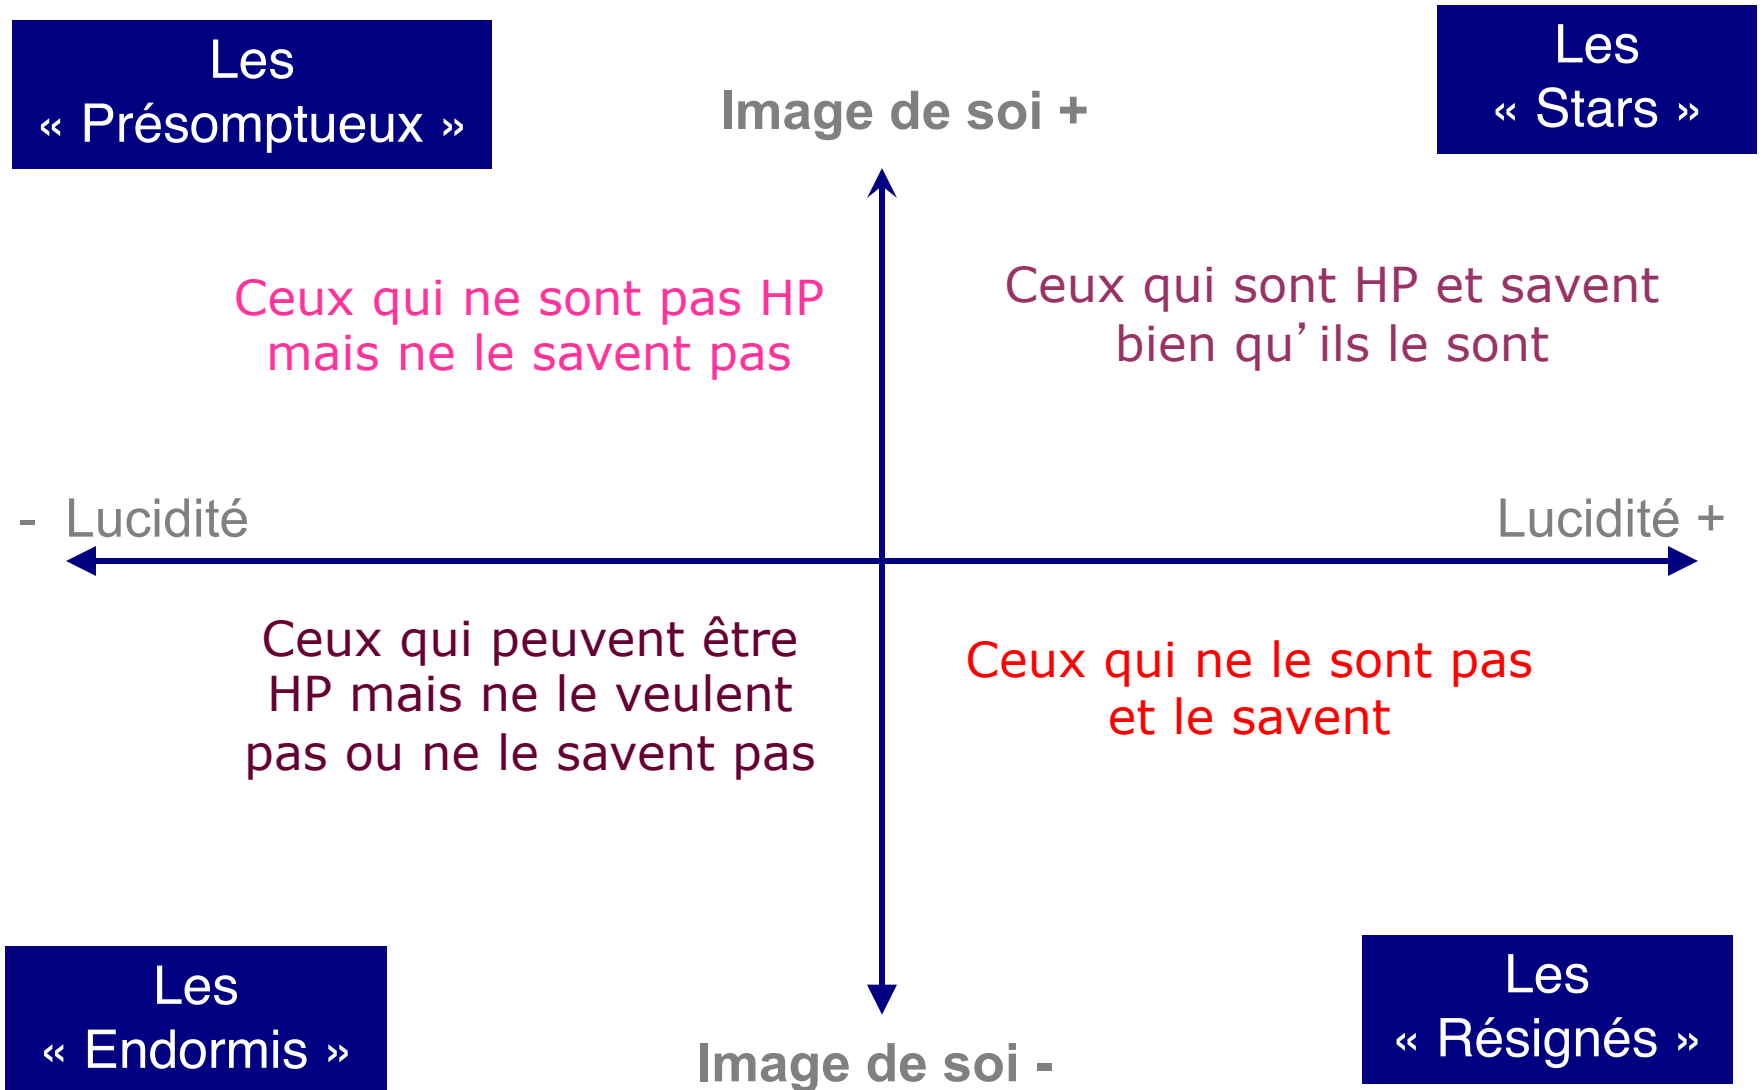 Les
« Présomptueux »
Image de soi +
Les
« Stars »
Ceux qui ne sont pas HP
mais ne le savent pas
Ceux qui sont HP et savent
bien qu’ils le sont
- Lucidité
Lucidité +
Ceux qui peuvent être
HP mais ne le veulent
pas ou ne le savent pas
Ceux qui ne le sont pas
et le savent
Les
« Endormis »
Image de soi -
Les
« Résignés »